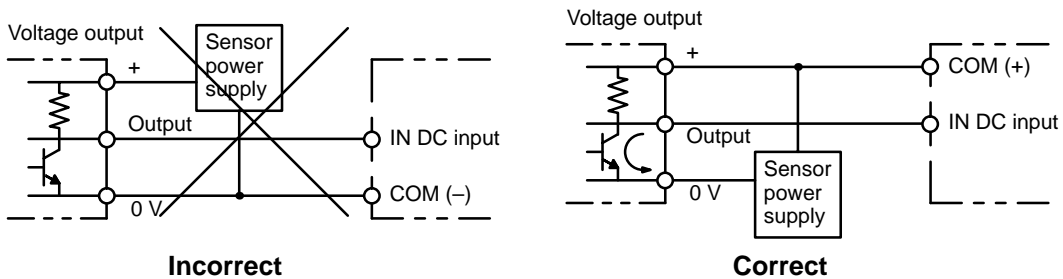 Voltage output
+
Sensor
power
supply
Output
IN DC input
0 V
COM (–)
Incorrect
Voltage output
+
COM (+)
IN DC input
Output
0 V
Sensor
power
supply
Correct